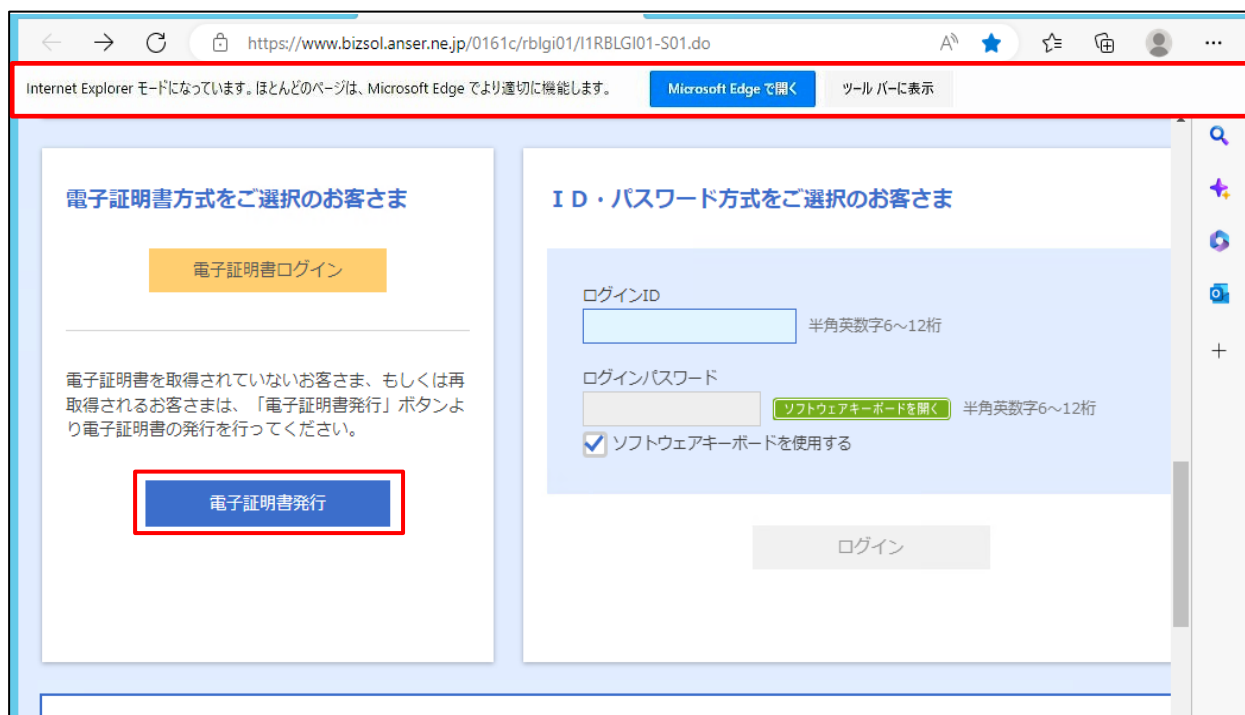 https://www.bizsol.anser.ne.jp/0161c/rblgi01/I1RBLGI01-S01.do
Internet Explorer モードになっています。ほとんどのページは、Microsoft Edge でより適切に機能します。 Microsoft Edge で開く ツール バーに表示
電子証明書方式をご選択のお客さま
電子証明書ログイン
電子証明書を取得されていないお客さま、もしくは再
取得されるお客さまは、「電子証明書発行」ボタンよ
り電子証明書の発行を行ってください。
電子証明書発行
ＩＤ・パスワード方式をご選択のお客さま
ログインID
半角英数字6～12桁
ログインパスワード
ソフトウェアキーボードを開く 半角英数字6～12桁
ソフトウェアキーボードを使用する
ログイン